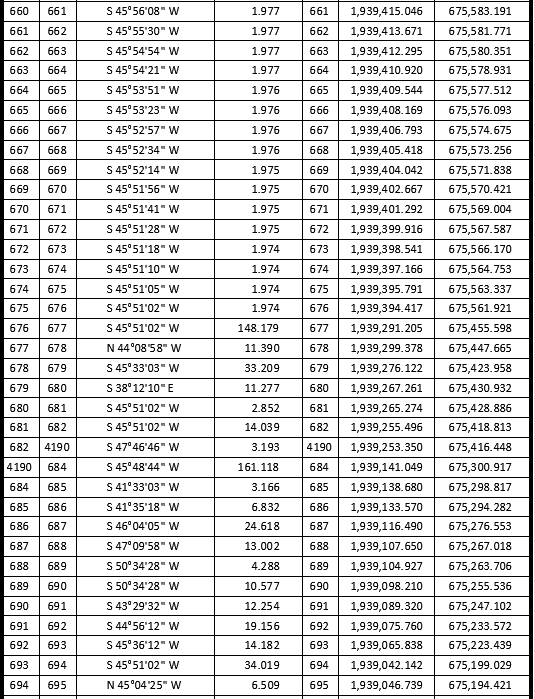 660 661 S 45°56'08" W 1.977 661 1,939,415.046 675,583.191
661 662 S 45°55'30" W 1.977 662 1,939,413.671 675,581.771
662 663 S 45°54'54" W 1.977 663 1,939,412.295 675,580.351
663 664 S 45°54'21" W 1.977 664 1,939,410.920 675,578.931
664 665 S 45°53'51" W 1.976 665 1,939,409.544 675,577.512
665 666 S 45°53'23" W 1.976 666 1,939,408.169 675,576.093
666 667 S 45°52'57" W 1.976 667 1,939,406.793 675,574.675
667 668 S 45°52'34" W 1.976 668 1,939,405.418 675,573.256
668 669 S 45°52'14" W 1.975 669 1,939,404.042 675,571.838
669 670 S 45°51'56" W 1.975 670 1,939,402.667 675,570.421
670 671 S 45°51'41" W 1.975 671 1,939,401.292 675,569.004
671 672 S 45°51'28" W 1.975 672 1,939,399.916 675,567.587
672 673 S 45°51'18" W 1.974 673 1,939,398.541 675,566.170
673 674 S 45°51'10" W 1.974 674 1,939,397.166 675,564.753
674 675 S 45°51'05" W 1.974 675 1,939,395.791 675,563.337
675 676 S 45°51'02" W 1.974 676 1,939,394.417 675,561.921
676 677 S 45°51'02" W 148.179 677 1,939,291.205 675,455.598
677 678 N 44°08'58" W 11.390 678 1,939,299.378 675,447.665
678 679 S 45°33'03" W 33.209 679 1,939,276.122 675,423.958
679 680 S 38°12'10" E 11.277 680 1,939,267.261 675,430.932
680 681 S 45°51'02" W 2.852 681 1,939,265.274 675,428.886
681 682 S 45°51'02" W 14.039 682 1,939,255.496 675,418.813
682 4190 S 47°46'46" W 3.193 4190 1,939,253.350 675,416.448
4190 684 S 45°48'44" W 161.118 684 1,939,141.049 675,300.917
684 685 S 41°33'03" W 3.166 685 1,939,138.680 675,298.817
685 686 S 41°35'18" W 6.832 686 1,939,133.570 675,294.282
686 687 S 46°04'05" W 24.618 687 1,939,116.490 675,276.553
687 688 S 47°09'58" W 13.002 688 1,939,107.650 675,267.018
688 689 S 50°34'28" W 4.288 689 1,939,104.927 675,263.706
689 690 S 50°34'28" W 10.577 690 1,939,098.210 675,255.536
690 691 S 43°29'32" W 12.254 691 1,939,089.320 675,247.102
691 692 S 44°56'12" W 19.156 692 1,939,075.760 675,233.572
692 693 S 45°36'12" W 14.182 693 1,939,065.838 675,223.439
693 694 S 45°51'02" W 34.019 694 1,939,042.142 675,199.029
694 695 N 45°04'25" W 6.509 695 1,939,046.739 675,194.421